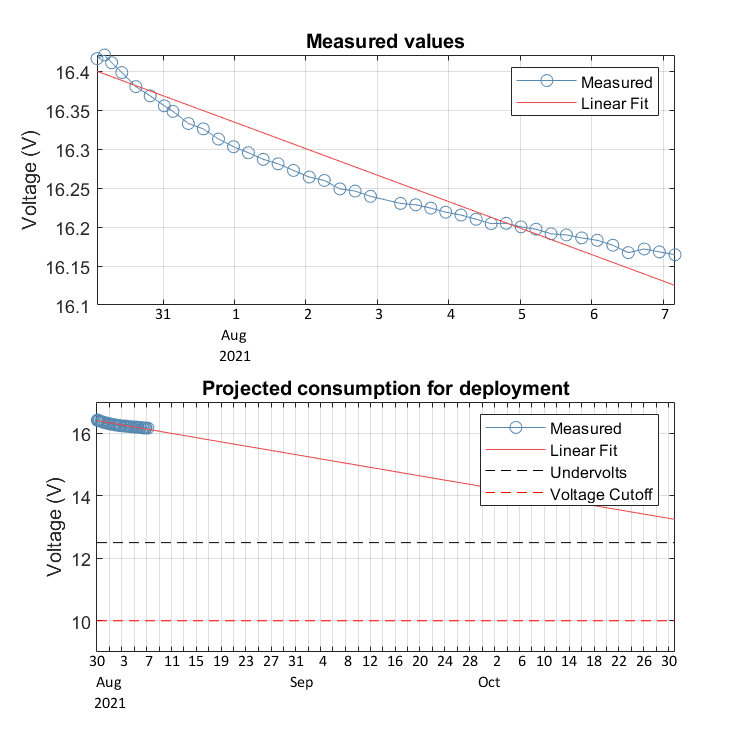 Measured values
Measured
Linear Fit
Voltage (V)
16.4
16.35
16.3
16.25
16.2
16.15
16.1
31 1 2 3 4 5 6 7
Aug
2021
Projected consumption for deployment
Measured
Linear Fit
Undervolts
Voltage Cutoff
Voltage (V)
16
14
12
10
30 3 7 11 15 19 23 27 31 4 8 12 16 20 24 28 2 6 10 14 18 22 26 30
Aug Sep Oct
2021